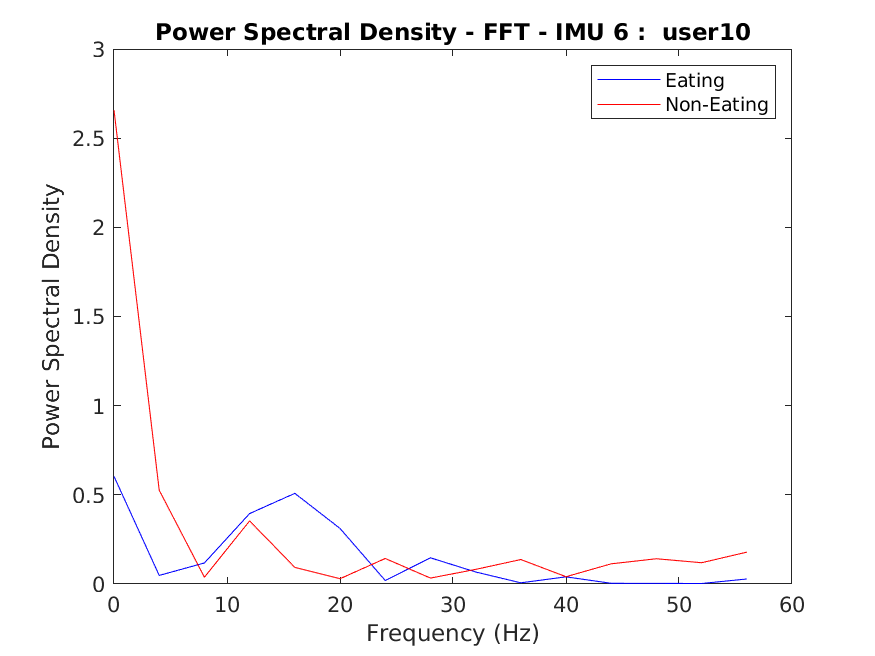 Power Spectral Density - FFT - IMU 6 :  user10
Eating
Non-Eating
Power Spectral Density
3
2.5
2
1.5
1
0.5
0
0 10 20 30 40 50 60
Frequency (Hz)